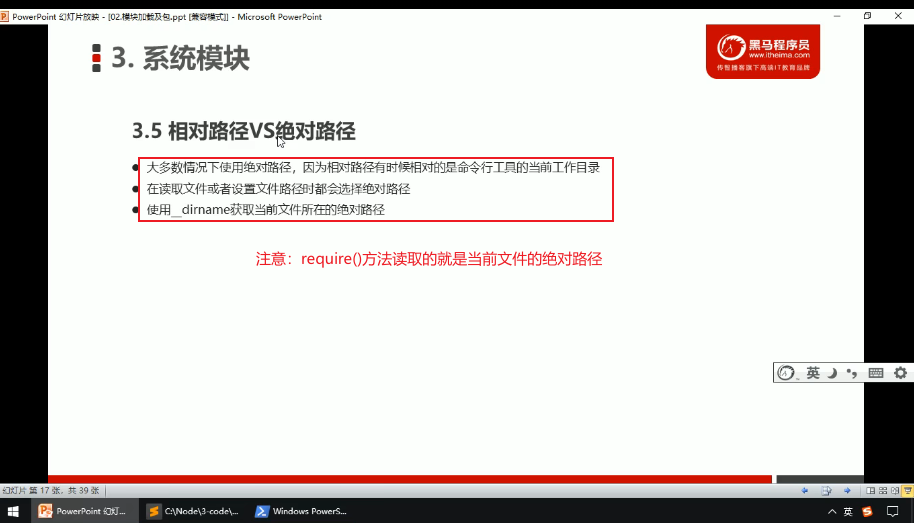 PowerPoint 幻灯片放映 - [02.模块加载及包.ppt [兼容模式]] - Microsoft PowerPoint
3. 系统模块
黑马程序员
www.itheima.com
传智播客旗下高端IT教育品牌
3.5 相对路径VS绝对路径
大多数情况下使用绝对路径，因为相对路径有时候相对的是命令行工具的当前工作目录
在读取文件或者设置文件路径时都会选择绝对路径
使用__dirname获取当前文件所在的绝对路径
注意：require()方法读取的就是当前文件的绝对路径
英
幻灯片 第 17 张，共 39 张
PowerPoint 幻灯...
C:\Node\3-code\...
Windows PowerS...
英